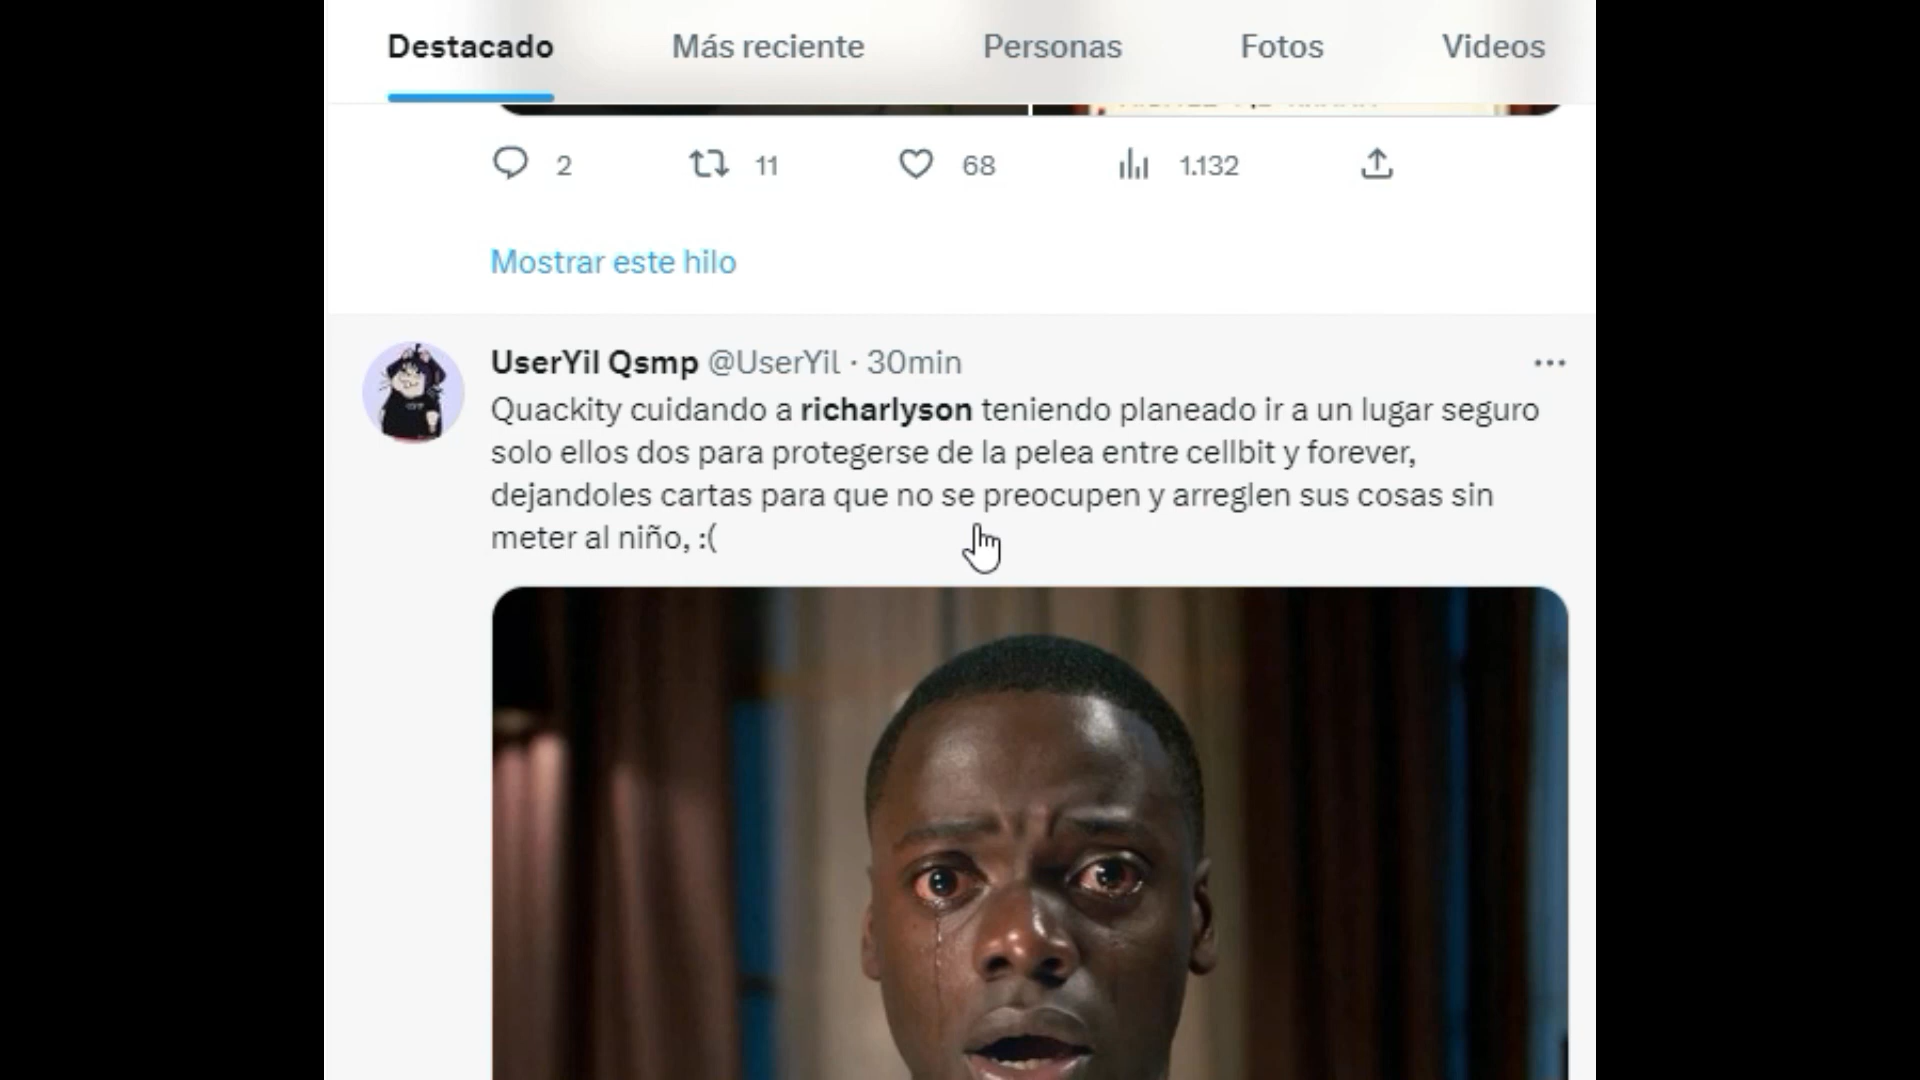 Destacado Más reciente Personas Fotos Videos
2 11 68 1.132
Mostrar este hilo
UserYil Qsmp @UserYil · 30min
Quackity cuidando a richarlyson teniendo planeado ir a un lugar seguro
solo ellos dos para protegerse de la pelea entre cellbit y forever,
dejandoles cartas para que no se preocupen y arreglen sus cosas sin
meter al niño, :(